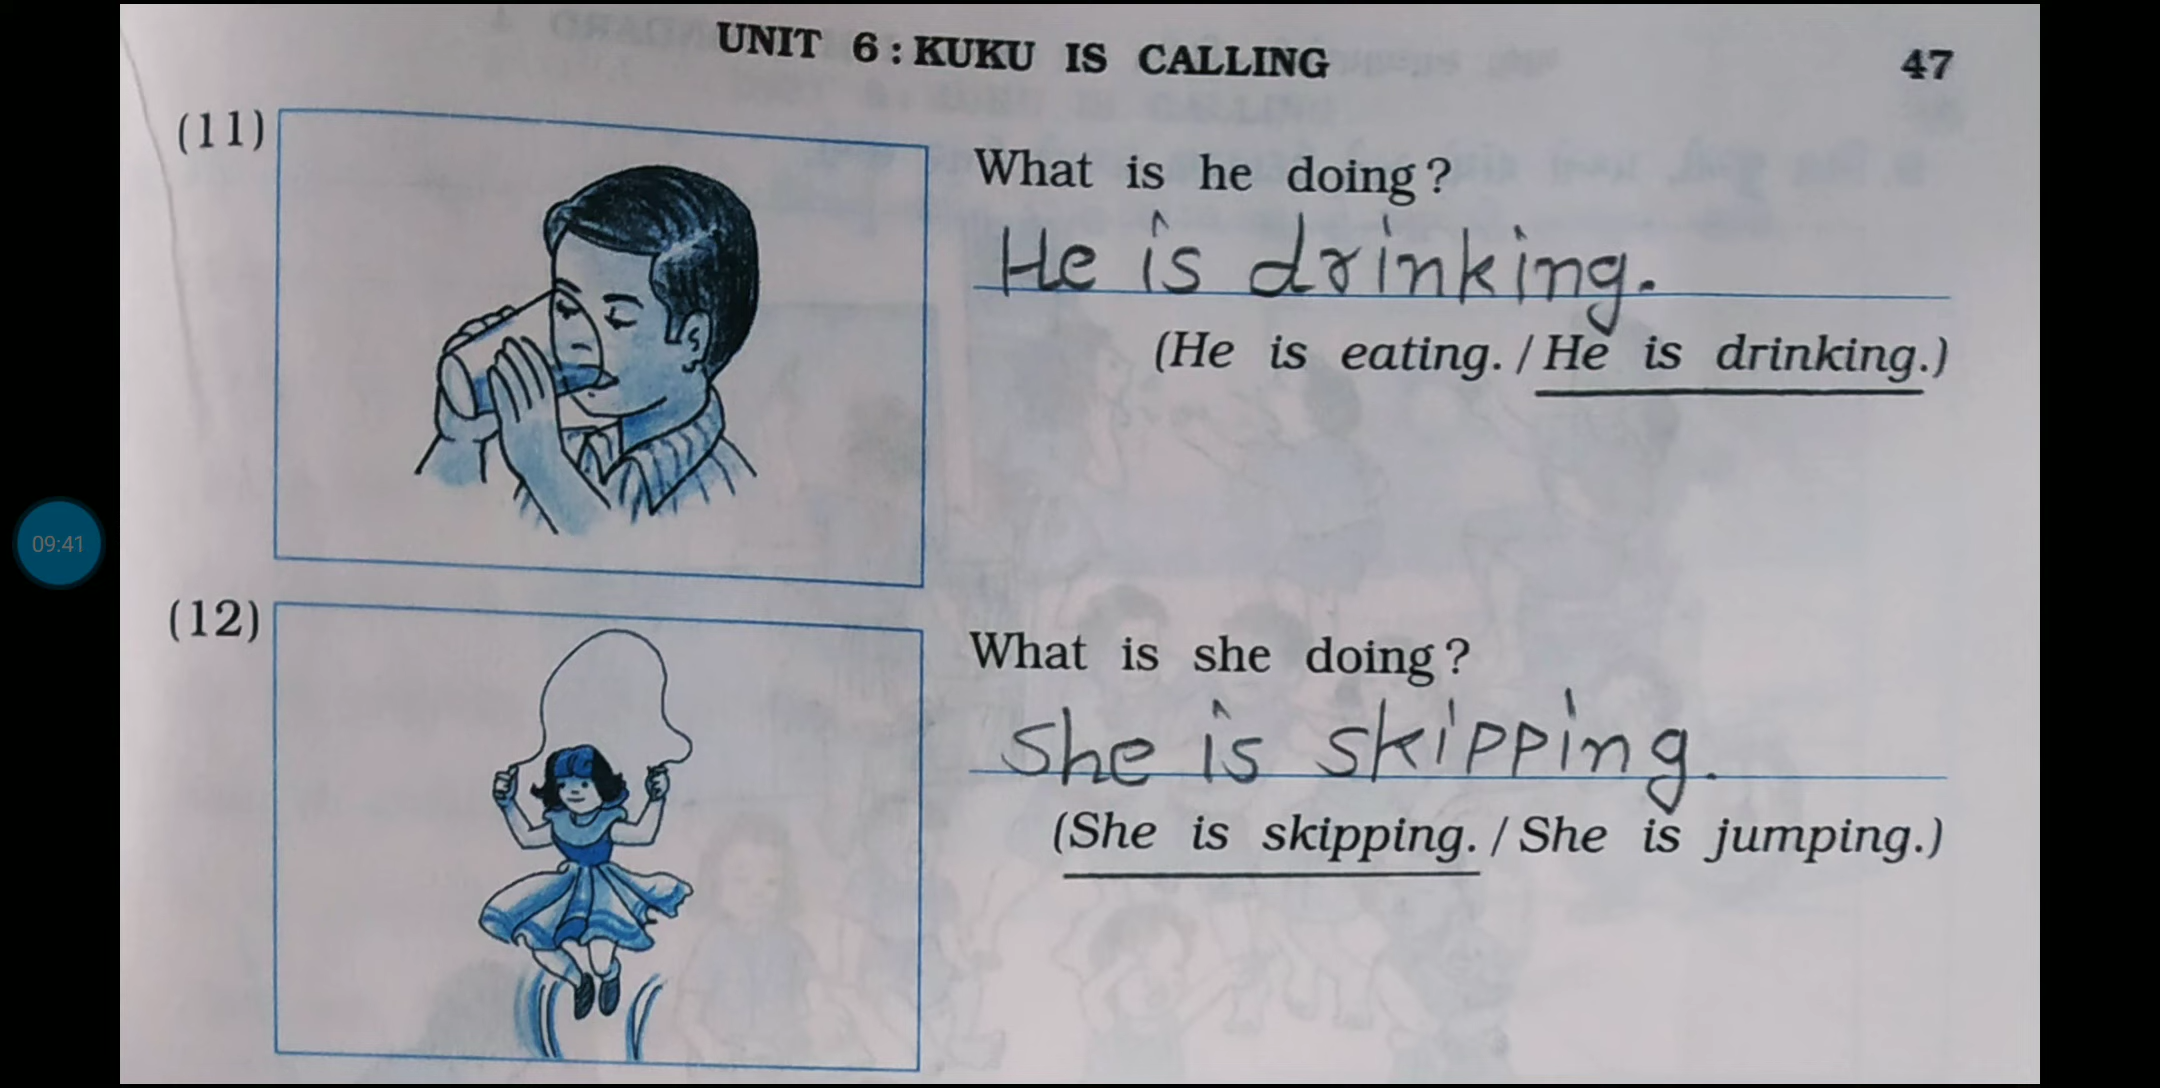 UNIT 6 : KUKU IS CALLING 47
(11)
What is he doing ?
He is drinking.
(He is eating. / He is drinking.)
09:41
(12)
What is she doing ?
She is skipping.
(She is skipping. / She is jumping.)